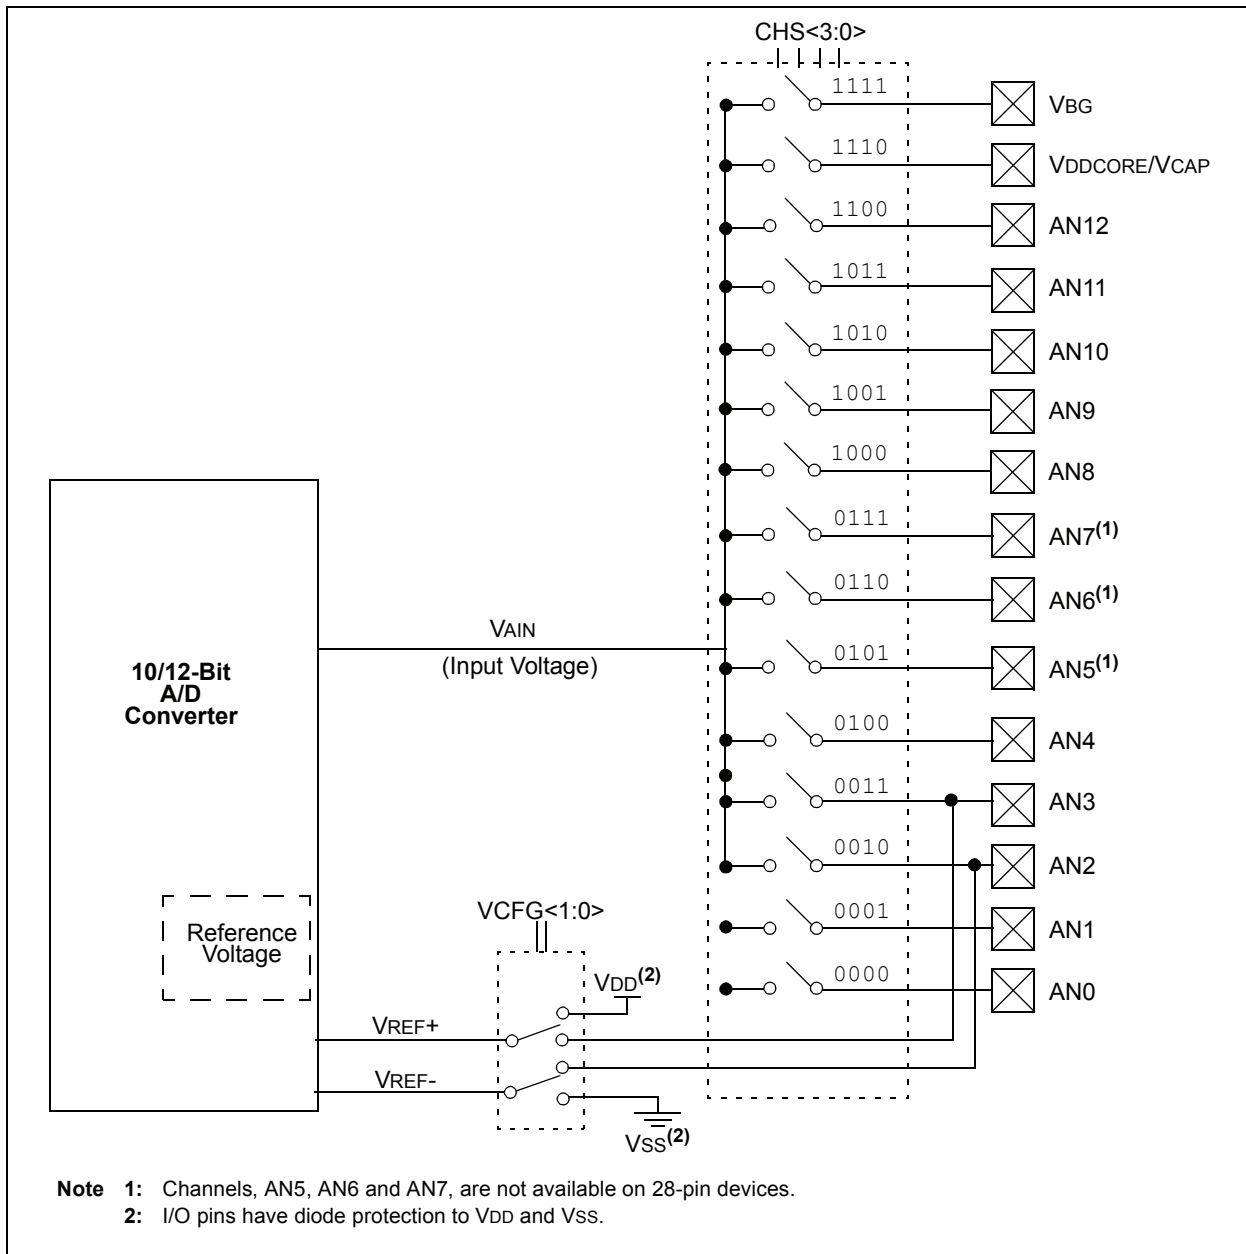 CHS<3:0>
1111 VBG
1110 VDDCORE/VCAP
1100 AN12
1011 AN11
1010 AN10
1001 AN9
1000 AN8
0111 AN7(1)
0110 AN6(1)
VAIN
(Input Voltage)
0101 AN5(1)
10/12-Bit
A/D
Converter
0100 AN4
0011 AN3
0010 AN2
VCFG<1:0>
0001 AN1
Reference
Voltage
VDD(2)
0000 AN0
VREF+
VREF-
VSS(2)
Note 1: Channels, AN5, AN6 and AN7, are not available on 28-pin devices.
2: I/O pins have diode protection to VDD and VSS.